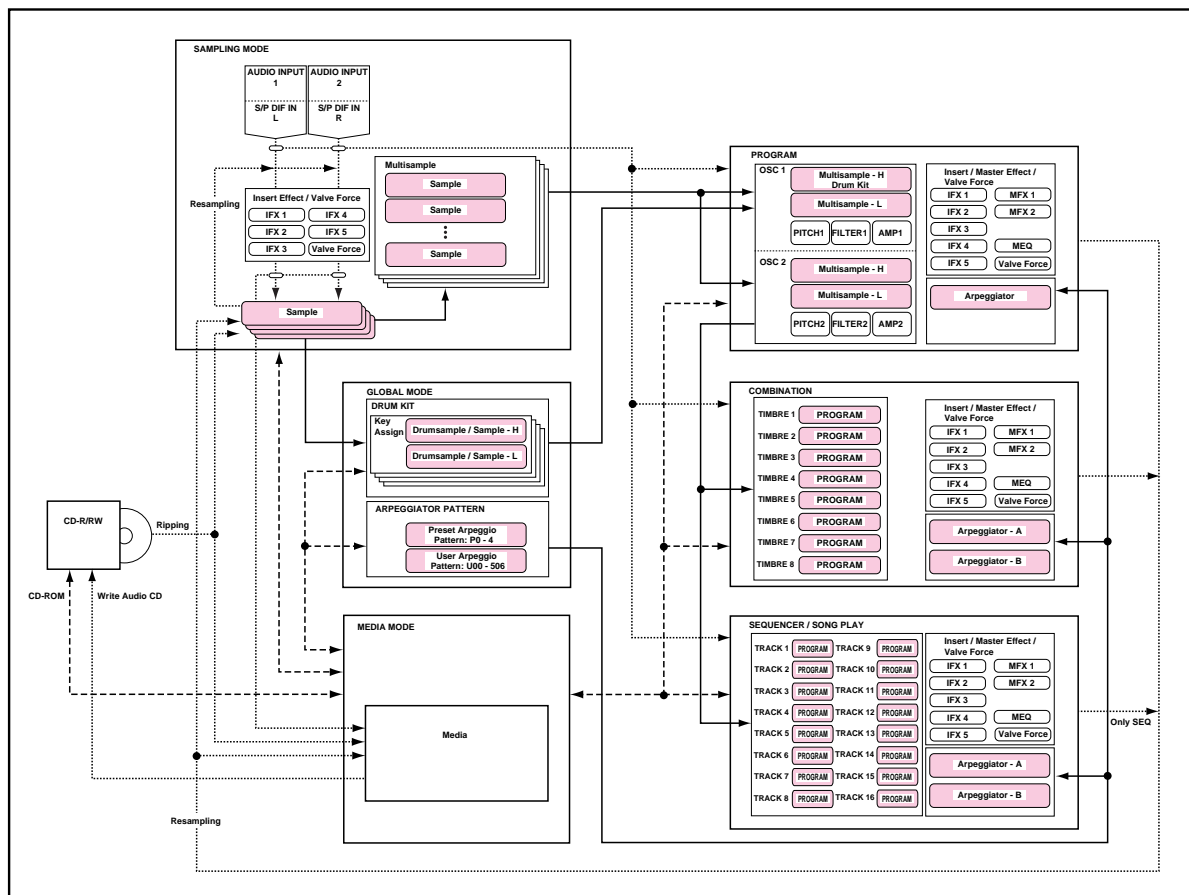 SAMPLING MODE
AUDIO INPUT
1
AUDIO INPUT
2
S/P DIF IN
L
S/P DIF IN
R
Resampling
Insert Effect / Valve Force
IFX 1
IFX 4
IFX 2
IFX 5
IFX 3
Valve Force
Multisample
Sample
Sample
Sample
Sample
GLOBAL MODE
DRUM KIT
Key
Assign
Drumsample / Sample - H
Drumsample / Sample - L
ARPEGGIATOR PATTERN
Preset Arpeggio
Pattern: P0 - 4
User Arpeggio
Pattern: U00 - 506
CD-R/RW
Ripping
CD-ROM
Write Audio CD
MEDIA MODE
Media
Resampling
PROGRAM
OSC 1
Multisample - H
Drum Kit
Multisample - L
PITCH1
FILTER1
AMP1
OSC 2
Multisample - H
Multisample - L
PITCH2
FILTER2
AMP2
Insert / Master Effect /
Valve Force
IFX 1
MFX 1
IFX 2
MFX 2
IFX 3
IFX 4
MEQ
IFX 5
Valve Force
Arpeggiator
COMBINATION
TIMBRE 1 PROGRAM
TIMBRE 2 PROGRAM
TIMBRE 3 PROGRAM
TIMBRE 4 PROGRAM
TIMBRE 5 PROGRAM
TIMBRE 6 PROGRAM
TIMBRE 7 PROGRAM
TIMBRE 8 PROGRAM
Insert / Master Effect /
Valve Force
IFX 1
MFX 1
IFX 2
MFX 2
IFX 3
IFX 4
MEQ
IFX 5
Valve Force
Arpeggiator - A
Arpeggiator - B
SEQUENCER / SONG PLAY
TRACK 1 PROGRAM TRACK 9 PROGRAM
TRACK 2 PROGRAM TRACK 10 PROGRAM
TRACK 3 PROGRAM TRACK 11 PROGRAM
TRACK 4 PROGRAM TRACK 12 PROGRAM
TRACK 5 PROGRAM TRACK 13 PROGRAM
TRACK 6 PROGRAM TRACK 14 PROGRAM
TRACK 7 PROGRAM TRACK 15 PROGRAM
TRACK 8 PROGRAM TRACK 16 PROGRAM
Insert / Master Effect /
Valve Force
IFX 1
MFX 1
IFX 2
MFX 2
IFX 3
IFX 4
MEQ
IFX 5
Valve Force
Arpeggiator - A
Arpeggiator - B
Only SEQ